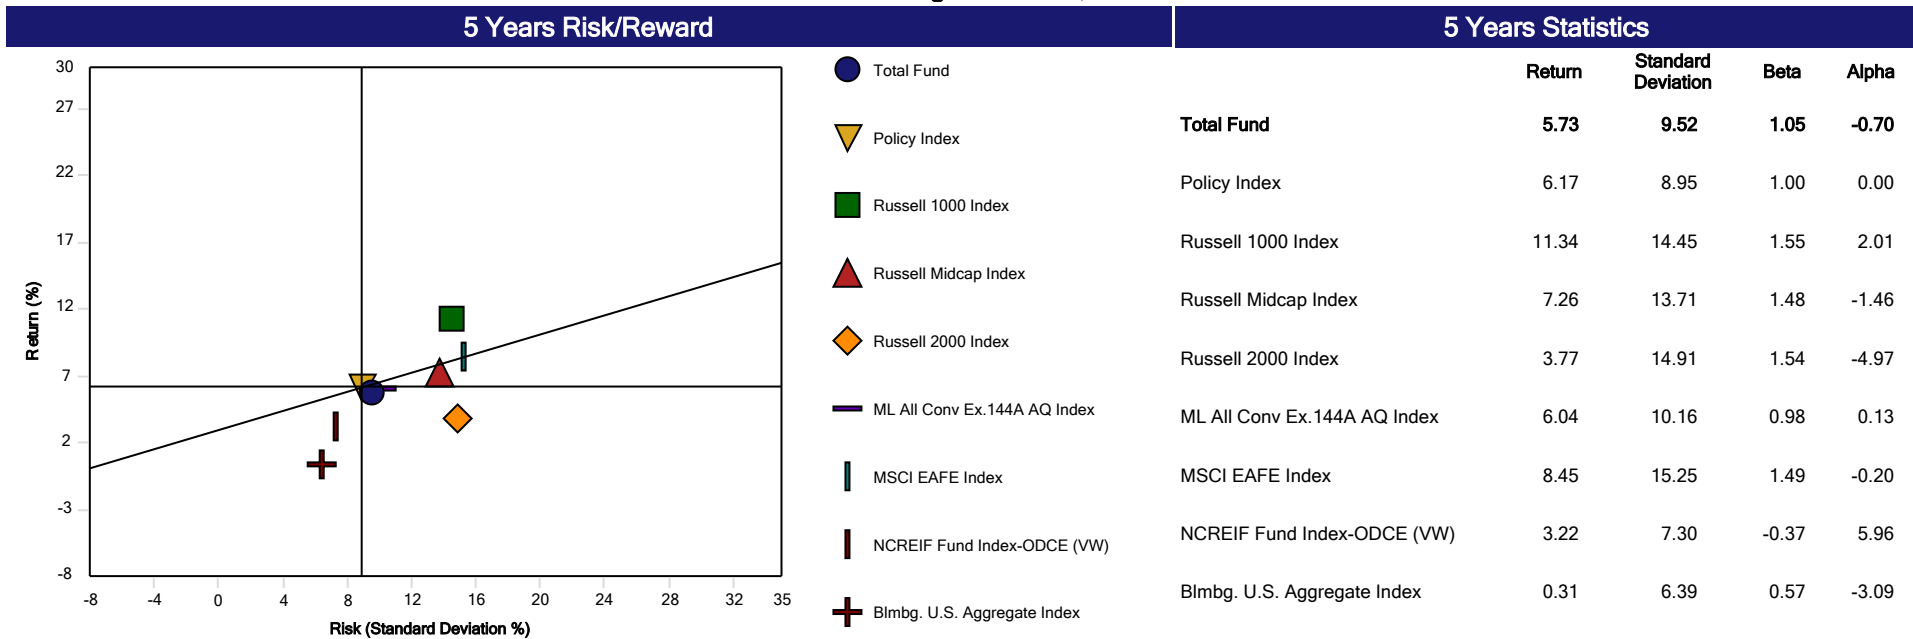 5 Years Risk/Reward
5 Years Statistics
30
27
22
17
12
7
2
-3
-8
Return (%)
-8 -4 0 4 8 12 16 20 24 28 32 35
Risk (Standard Deviation %)
Total Fund
Policy Index
Russell 1000 Index
Russell Midcap Index
Russell 2000 Index
ML All Conv Ex.144A AQ Index
MSCI EAFE Index
NCREIF Fund Index-ODCE (VW)
Blmbg. U.S. Aggregate Index
Return Standard Deviation Beta Alpha
Total Fund 5.73 9.52 1.05 -0.70
Policy Index 6.17 8.95 1.00 0.00
Russell 1000 Index 11.34 14.45 1.55 2.01
Russell Midcap Index 7.26 13.71 1.48 -1.46
Russell 2000 Index 3.77 14.91 1.54 -4.97
ML All Conv Ex.144A AQ Index 6.04 10.16 0.98 0.13
MSCI EAFE Index 8.45 15.25 1.49 -0.20
NCREIF Fund Index-ODCE (VW) 3.22 7.30 -0.37 5.96
Blmbg. U.S. Aggregate Index 0.31 6.39 0.57 -3.09